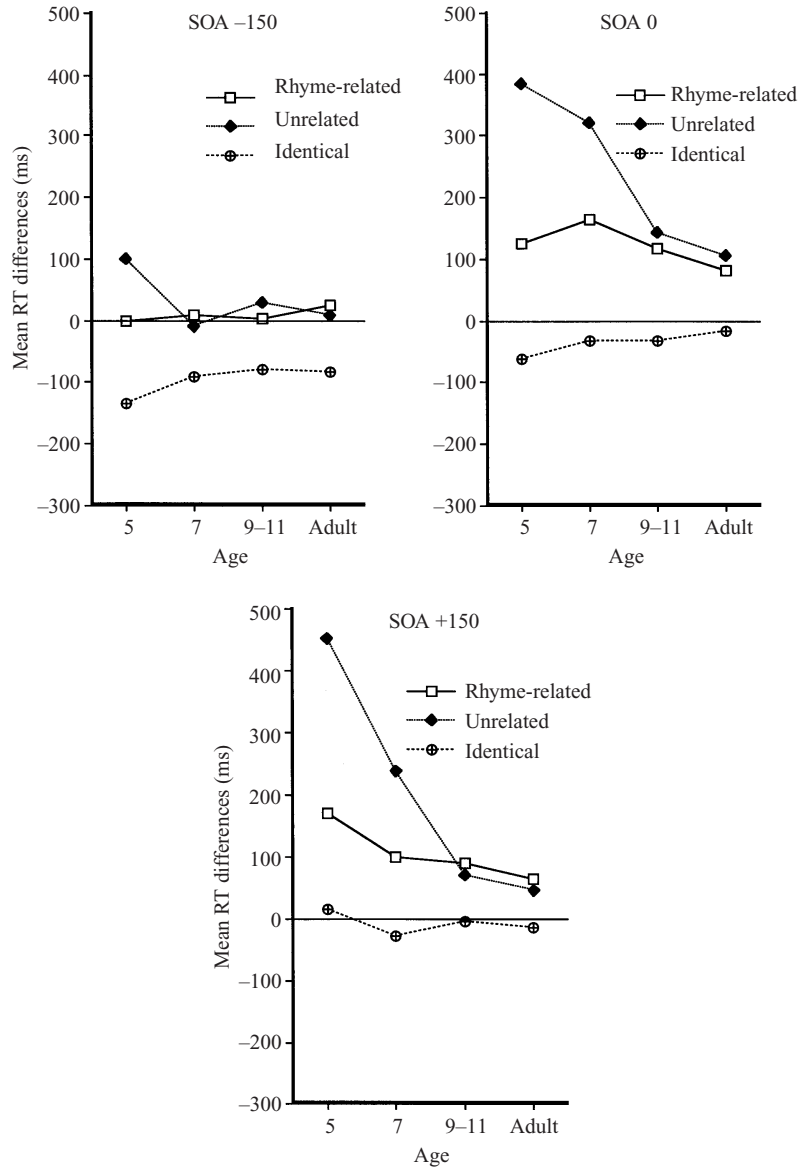 SOA –150
500
400
300
200
100
0
–100
–200
–300
Mean RT differences (ms)
Rhyme-related
Unrelated
Identical
5 7 9–11 Adult
Age
SOA 0
500
400
300
200
100
0
–100
–200
–300
Rhyme-related
Unrelated
Identical
5 7 9–11 Adult
Age
SOA +150
500
400
300
200
100
0
–100
–200
–300
Mean RT differences (ms)
Rhyme-related
Unrelated
Identical
5 7 9–11 Adult
Age